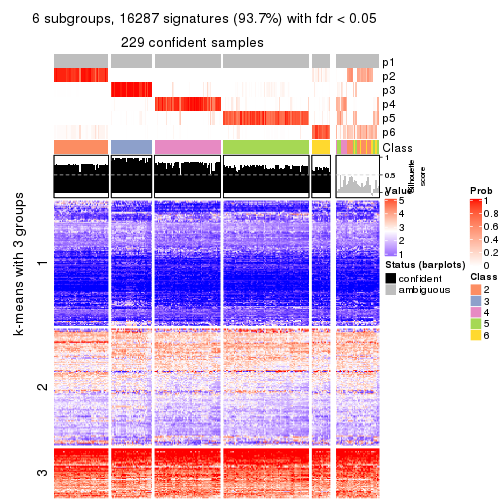 6 subgroups, 16287 signatures (93.7%) with fdr < 0.05
229 confident samples
p1
p2
p3
p4
p5
p6
Class
1
0.5
0
Silhouette
score
k-means with 3 groups
1
2
3
Value
5
4
3
2
1
Status (barplots)
confident
ambiguous
Prob
1
0.8
0.6
0.4
0.2
0
Class
2
3
4
5
6